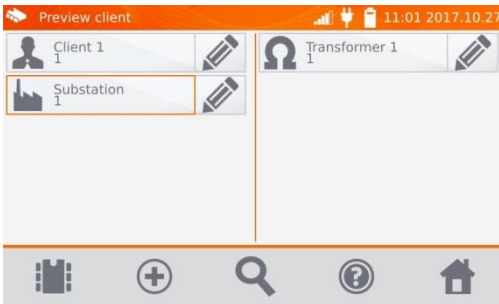 Preview client
11:01 2017.10.27
Client 1
1
Substation
1
Transformer 1
1